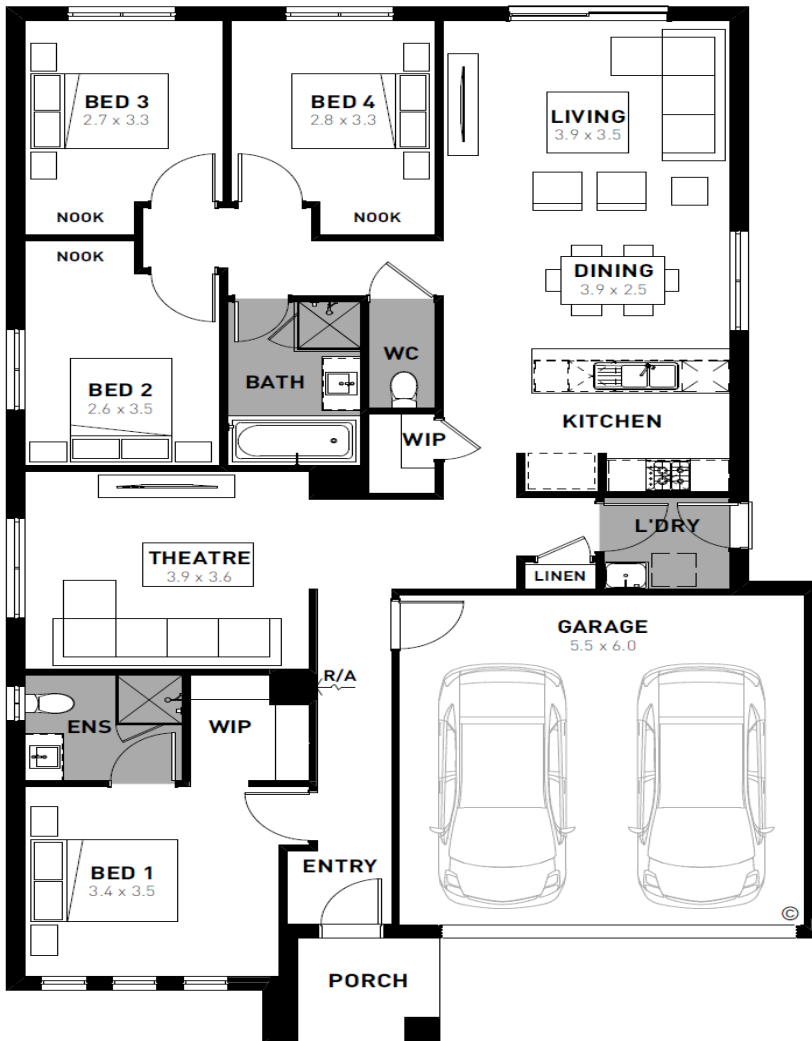 BED 3
2.7 x 3.3
BED 4
2.8 x 3.3
LIVING
3.9 x 3.5
NOOK
NOOK
NOOK
DINING
3.9 x 2.5
BED 2
2.6 x 3.5
BATH
WC
KITCHEN
WIP
L'DRY
THEATRE
3.9 x 3.6
LINEN
GARAGE
5.5 x 6.0
R/A
ENS
WIP
BED 1
3.4 x 3.5
ENTRY
©
PORCH